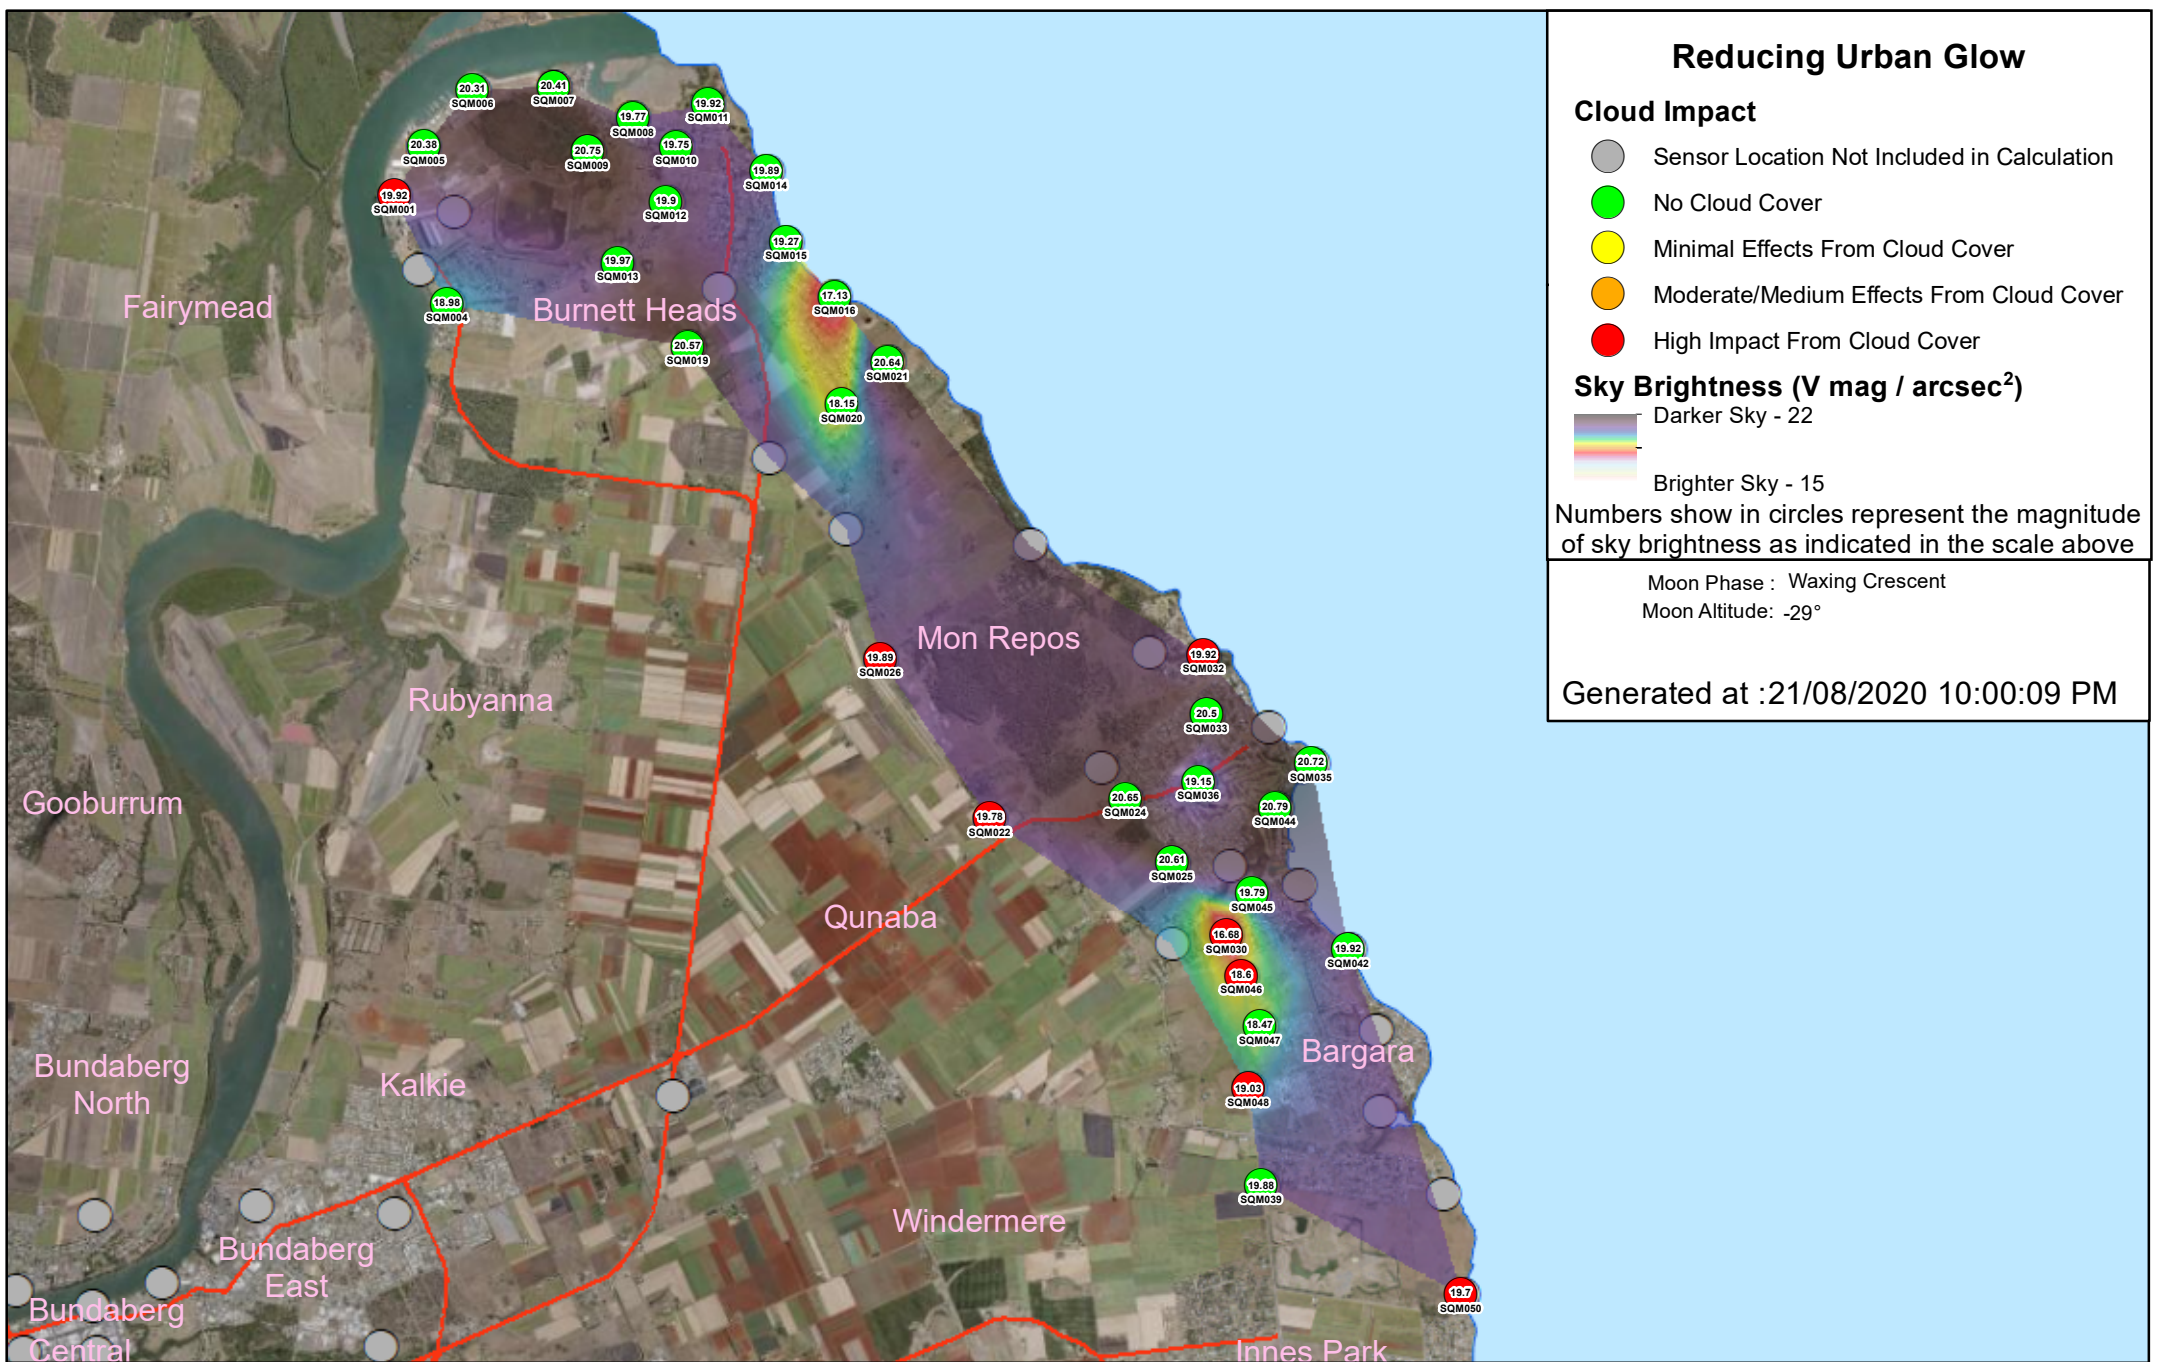 Reducing Urban Glow
Cloud Impact
Sensor Location Not Included in Calculation
No Cloud Cover
Minimal Effects From Cloud Cover
Moderate/Medium Effects From Cloud Cover
High Impact From Cloud Cover
Sky Brightness (V mag / arcsec²)
Darker Sky - 22
Brighter Sky - 15
Numbers show in circles represent the magnitude
of sky brightness as indicated in the scale above
Moon Phase : Waxing Crescent
Moon Altitude: -29°
Generated at :21/08/2020 10:00:09 PM
20.31
SQM006
20.41
SQM007
19.77
SQM008
19.92
SQM011
20.38
SQM005
20.75
SQM009
19.75
SQM010
19.89
SQM014
19.92
SQM001
19.9
SQM012
19.27
SQM015
19.97
SQM013
18.98
SQM004
17.13
SQM016
Fairymead
Burnett Heads
20.57
SQM019
20.64
SQM021
18.15
SQM020
Mon Repos
19.89
SQM026
19.92
SQM032
Rubyanna
20.5
SQM033
20.72
SQM035
19.15
SQM036
20.65
SQM024
20.79
SQM044
Gooburrum
19.78
SQM022
20.61
SQM025
19.79
SQM045
Qunaba
16.68
SQM030
19.92
SQM042
18.6
SQM046
18.47
SQM047
Bargara
Bundaberg
North
Kalkie
19.03
SQM048
19.88
SQM039
Windermere
Bundaberg
East
19.7
SQM050
Bundaberg
Central
Innes Park